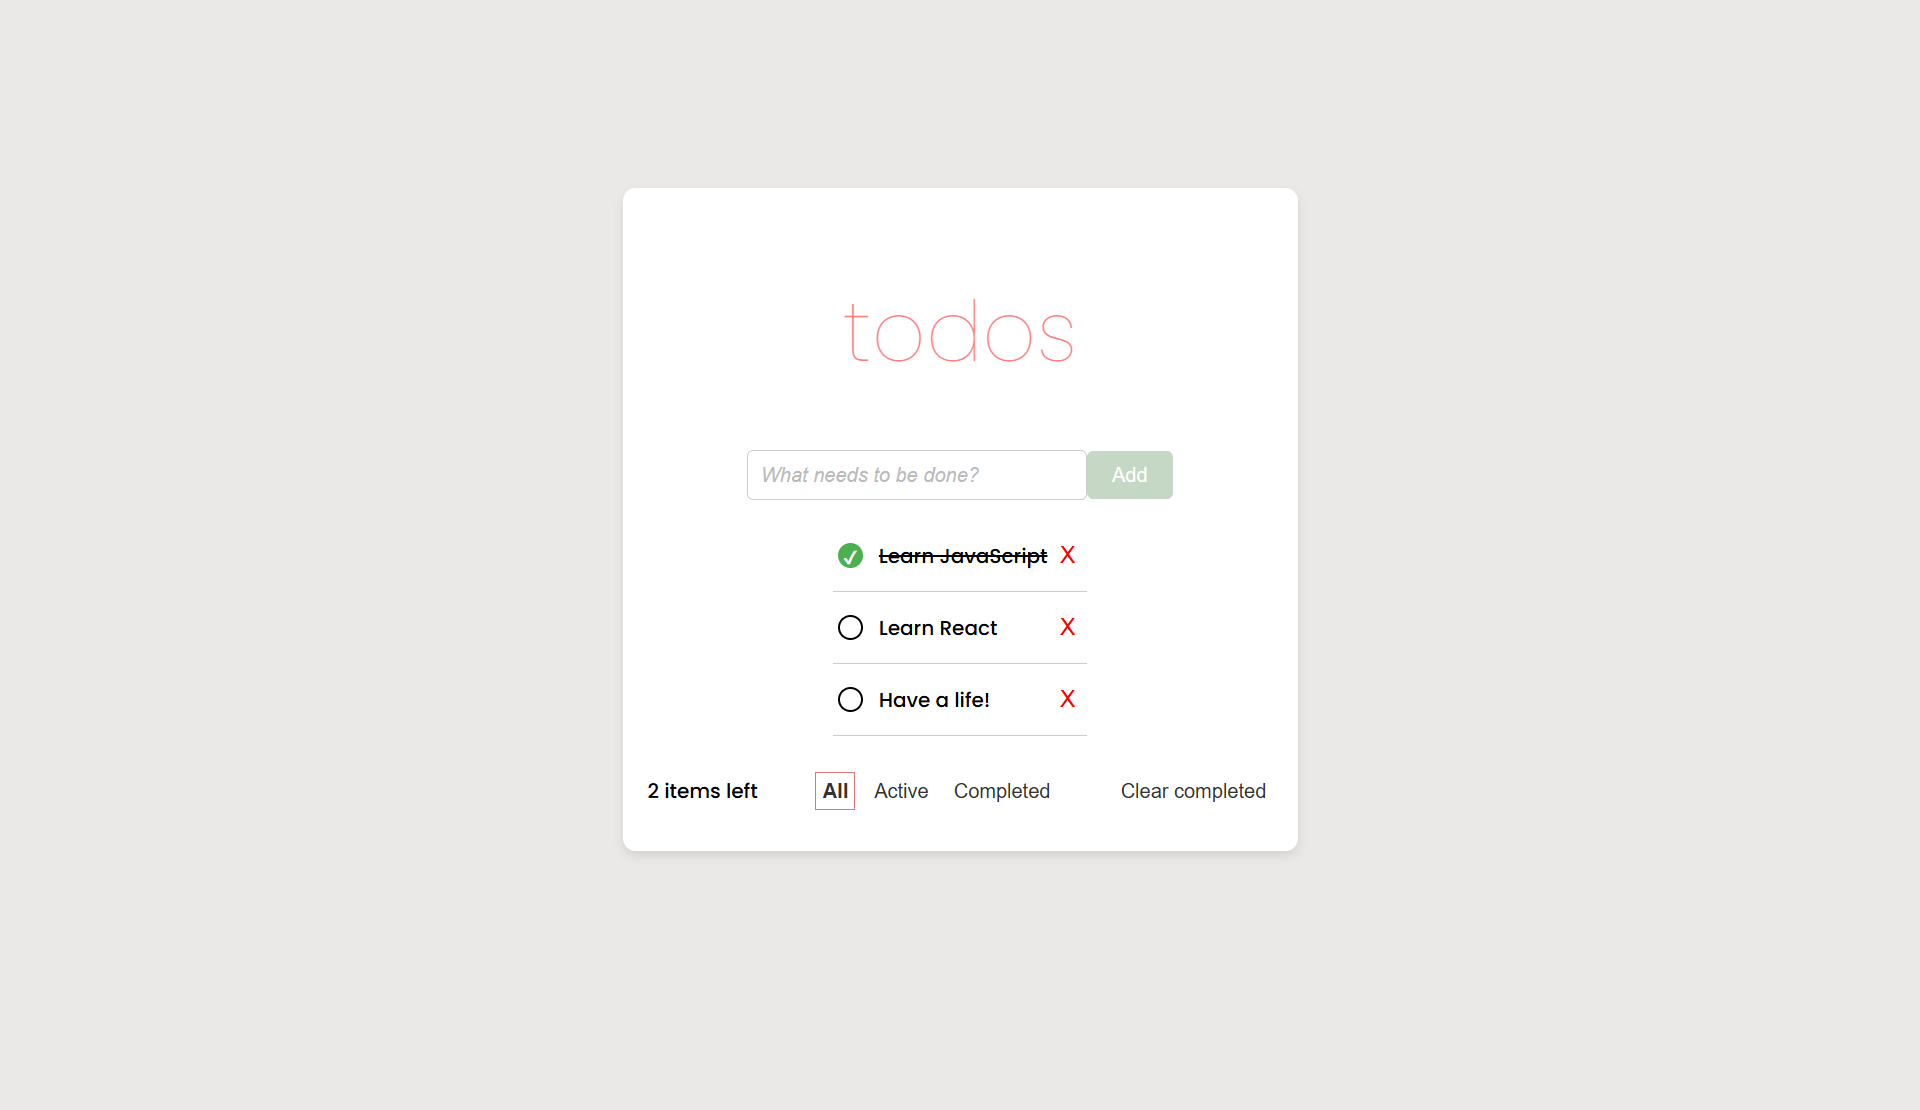 todos
What needs to be done? Add
Learn JavaScript X
Learn React X
Have a life! X
2 items left All Active Completed Clear completed